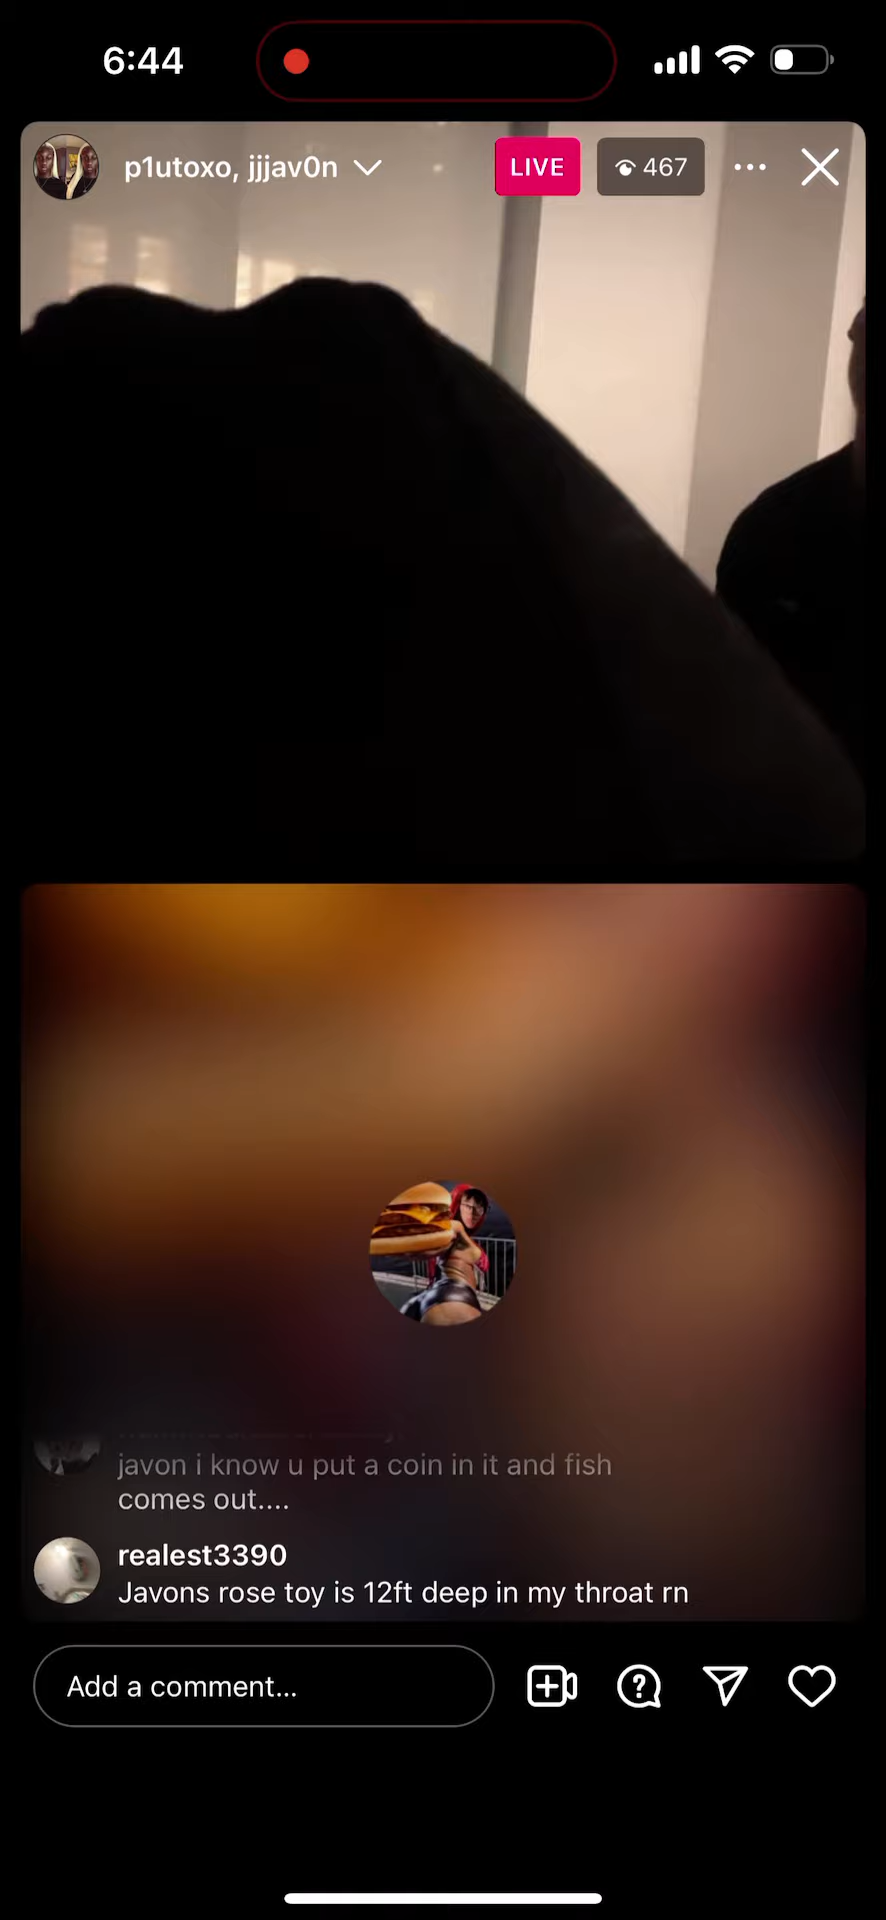 6:44
p1utoxo, jjjav0n
LIVE
467
javon i know u put a coin in it and fish
comes out....
realest3390
Javons rose toy is 12ft deep in my throat rn
Add a comment...